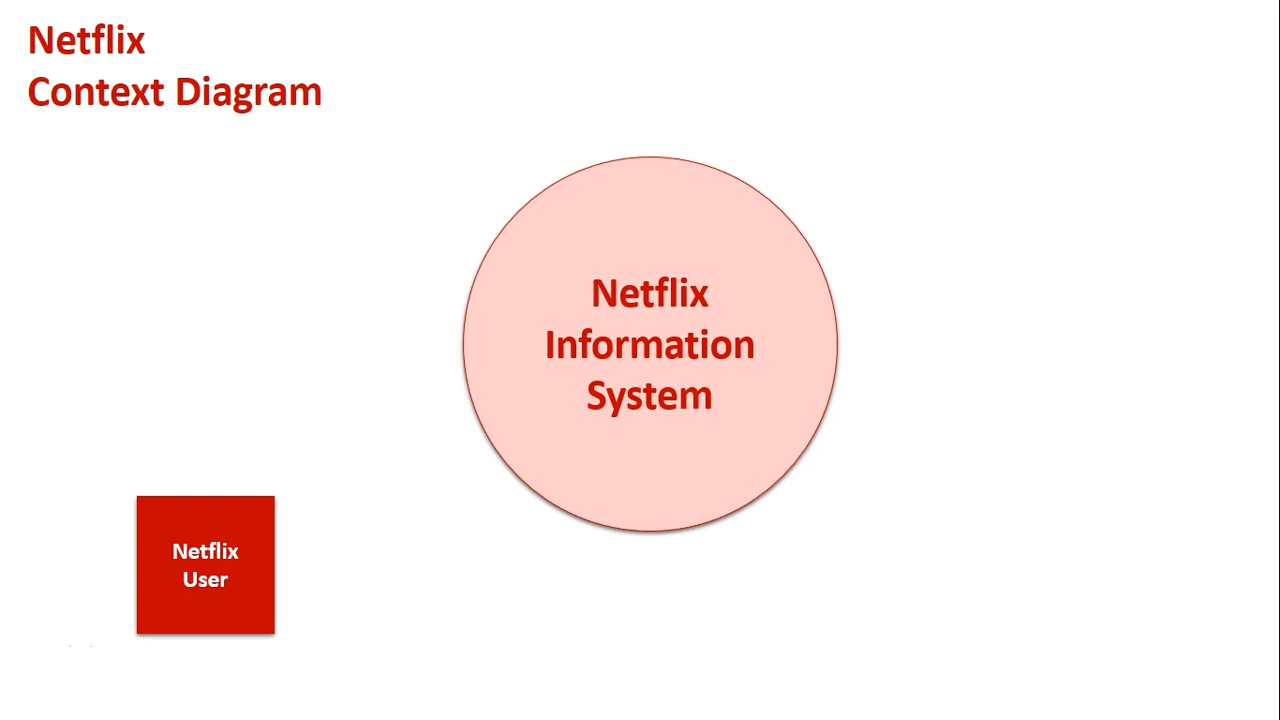 Netflix
Context Diagram
Netflix
Information
System
Netflix
User